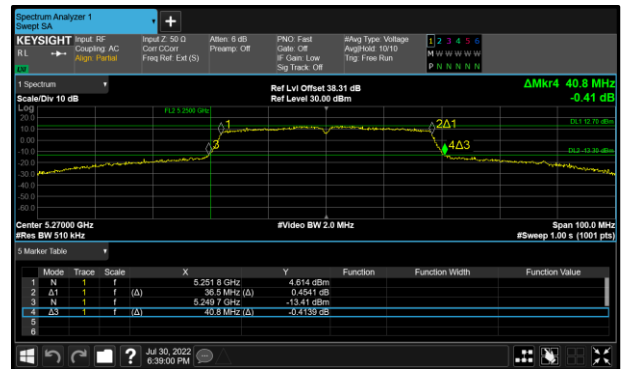 Spectrum Analyzer 1
Swept SA
KEYSIGHT Input: RF Input Z: 50 Ω Atten: 6 dB PNO: Fast #Avg Type: Voltage 1 2 3 4 5 6
RL Coupling: AC Corr CCorr Preamp: Off Gate: Off Avg|Hold: 10/10 M W W W W W
Align: Partial Freq Ref: Ext (S) IF Gain: Low Trig: Free Run
Sig Track: Off P N N N N N
1 Spectrum Ref Lvl Offset 38.31 dB ΔMkr4 40.8 MHz
Scale/Div 10 dB Ref Level 30.00 dBm -0.41 dB
Log
20.0 FL2 5.2500 GHz 1 2Δ1 DL1 12.70 dBm
10.0
0.00
-10.0 3 4Δ3 DL2 -13.30 dBm
-20.0
-30.0
-40.0
-50.0
-60.0
Center 5.27000 GHz #Video BW 2.0 MHz Span 100.0 MHz
#Res BW 510 kHz #Sweep 1.00 s (1001 pts)
5 Marker Table
Mode Trace Scale X Y Function Function Width Function Value
1 N 1 f 5.251 8 GHz 4.614 dBm
2 Δ1 1 f (Δ) 36.5 MHz (Δ) 0.4541 dB
3 N 1 f 5.249 7 GHz -13.41 dBm
4 Δ3 1 f (Δ) 40.8 MHz (Δ) -0.4139 dB
5
6
Jul 30, 2022
6:39:00 PM